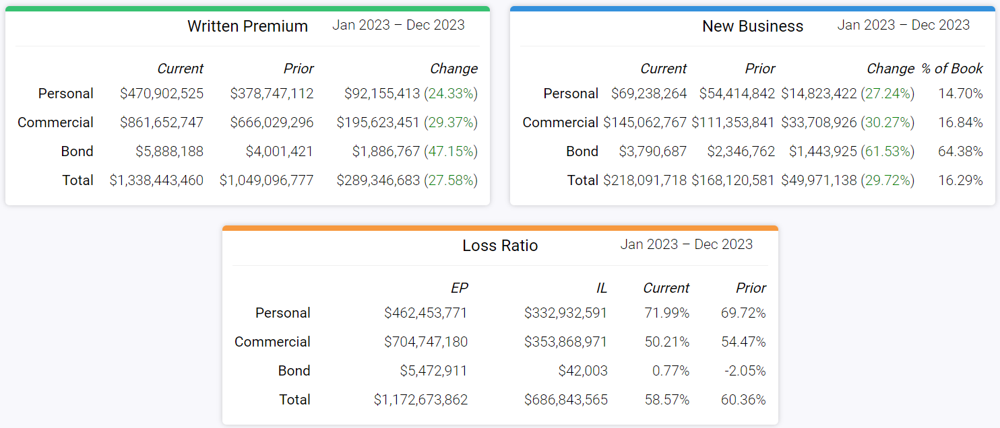 Written Premium Jan 2023 – Dec 2023
Current Prior Change
Personal $470,902,525 $378,747,112 $92,155,413 (24.33%)
Commercial $861,652,747 $666,029,296 $195,623,451 (29.37%)
Bond $5,888,188 $4,001,421 $1,886,767 (47.15%)
Total $1,338,443,460 $1,049,096,777 $289,346,683 (27.58%)
New Business Jan 2023 – Dec 2023
Current Prior Change % of Book
Personal $69,238,264 $54,414,842 $14,823,422 (27.24%) 14.70%
Commercial $145,062,767 $111,353,841 $33,708,926 (30.27%) 16.84%
Bond $3,790,687 $2,346,762 $1,443,925 (61.53%) 64.38%
Total $218,091,718 $168,120,581 $49,971,138 (29.72%) 16.29%
Loss Ratio Jan 2023 – Dec 2023
EP IL Current Prior
Personal $462,453,771 $332,932,591 71.99% 69.72%
Commercial $704,747,180 $353,868,971 50.21% 54.47%
Bond $5,472,911 $42,003 0.77% -2.05%
Total $1,172,673,862 $686,843,565 58.57% 60.36%